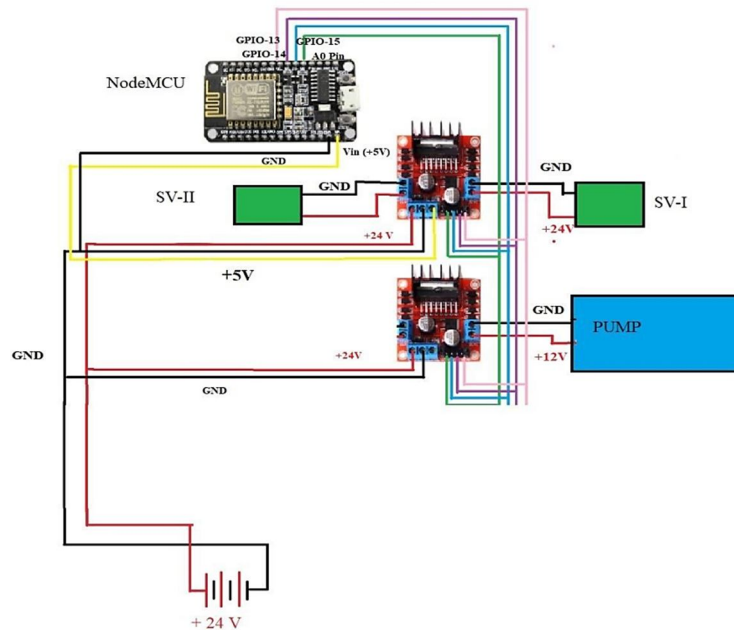 GPIO-13
GPIO-15
GPIO-14
A0 Pin
NodeMCU
Vin (+5V)
GND
SV-II
GND
GND
SV-I
+24 V
+24V
+5V
GND
PUMP
GND
+24V
+12V
GND
+ 24 V